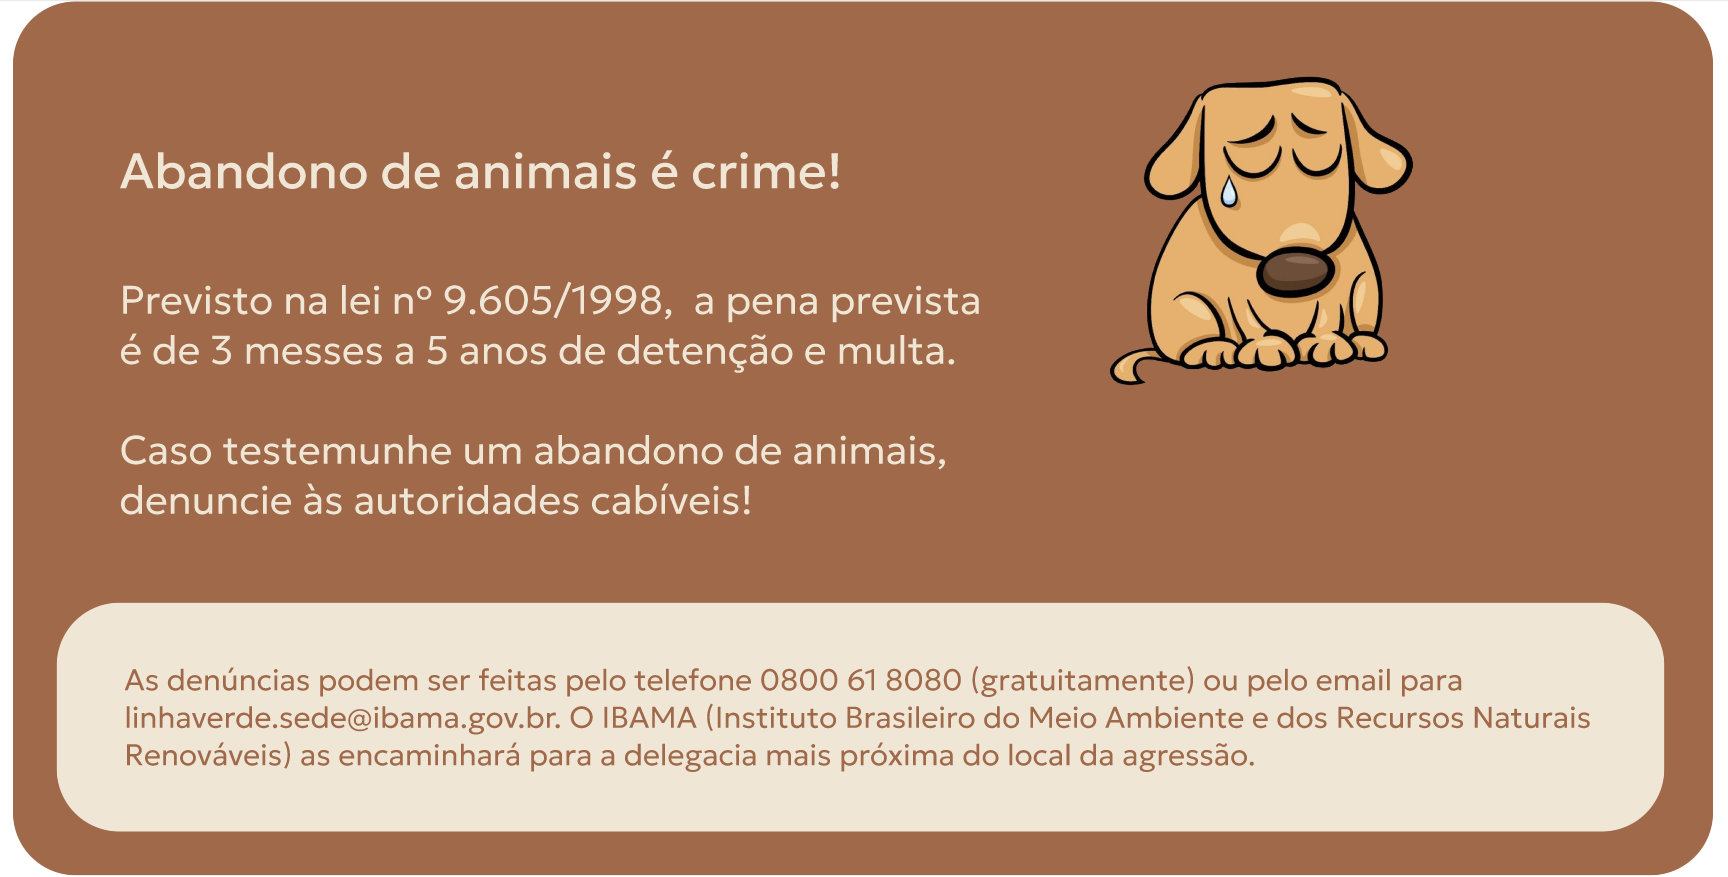 Abandono de animais é crime!
Previsto na lei nº 9.605/1998,  a pena prevista
é de 3 messes a 5 anos de detenção e multa.
Caso testemunhe um abandono de animais,
denuncie às autoridades cabíveis!
As denúncias podem ser feitas pelo telefone 0800 61 8080 (gratuitamente) ou pelo email para
linhaverde.sede@ibama.gov.br. O IBAMA (Instituto Brasileiro do Meio Ambiente e dos Recursos Naturais
Renováveis) as encaminhará para a delegacia mais próxima do local da agressão.